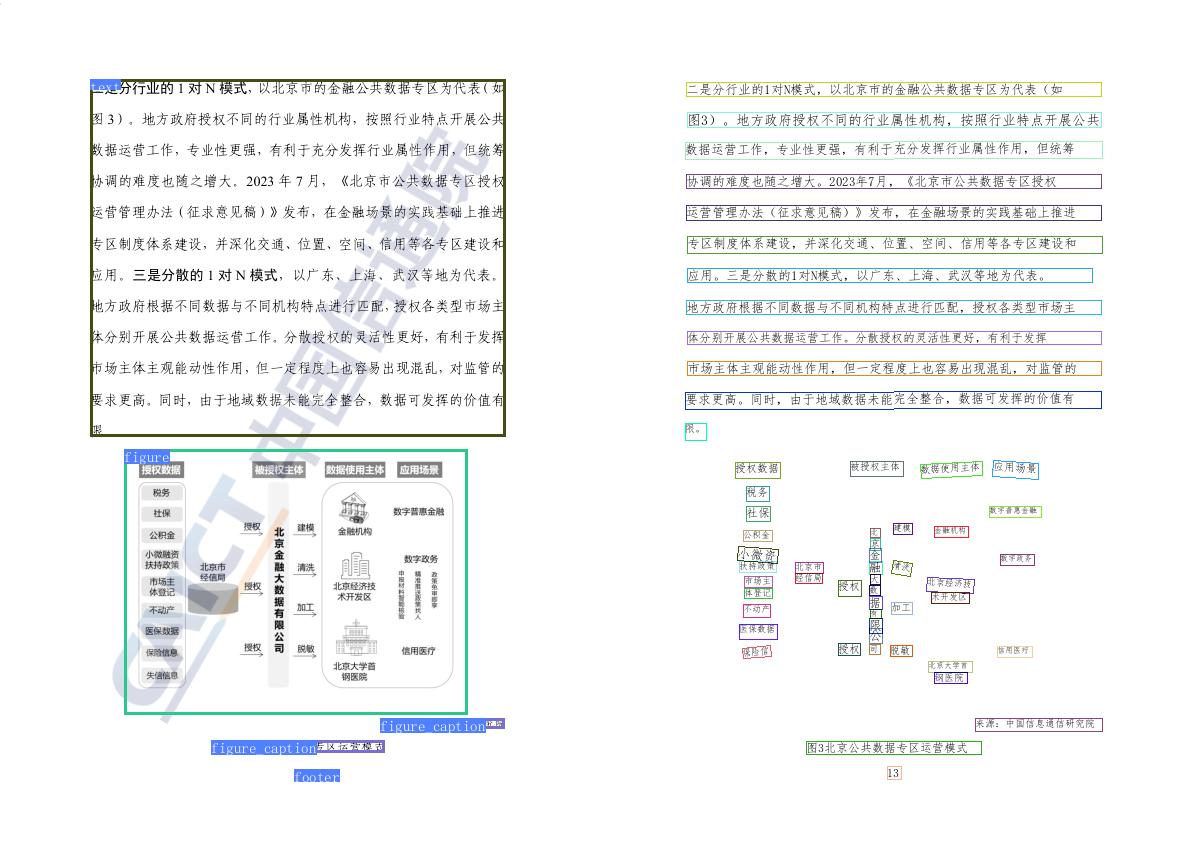 text
二是分行业的 1 对 N 模式，以北京市的金融公共数据专区为代表（如
图 3）。地方政府授权不同的行业属性机构，按照行业特点开展公共
数据运营工作，专业性更强，有利于充分发挥行业属性作用，但统筹
协调的难度也随之增大。2023 年 7 月，《北京市公共数据专区授权
运营管理办法（征求意见稿）》发布，在金融场景的实践基础上推进
专区制度体系建设，并深化交通、位置、空间、信用等各专区建设和
应用。三是分散的 1 对 N 模式，以广东、上海、武汉等地为代表。
地方政府根据不同数据与不同机构特点进行匹配，授权各类型市场主
体分别开展公共数据运营工作。分散授权的灵活性更好，有利于发挥
市场主体主观能动性作用，但一定程度上也容易出现混乱，对监管的
要求更高。同时，由于地域数据未能完全整合，数据可发挥的价值有
限
figure
授权数据
税务
社保
公积金
小微融资
扶持政策
市场主
体登记
不动产
医保数据
保险信息
失信信息
北京市
经信局
授权
授权
授权
被授权主体
北京金融大数据有限公司
建模
清洗
加工
脱敏
数据使用主体
金融机构
北京经济技
术开发区
北京大学首
钢医院
应用场景
数字普惠金融
数字政务
申报材料智能核验
精准推送政策找人
政策免审即享
信用医疗
figure_caption
figure_caption
专区运营模式
footer
CAICT 中国信通院
二是分行业的1对N模式，以北京市的金融公共数据专区为代表（如
图3）。地方政府授权不同的行业属性机构，按照行业特点开展公共
数据运营工作，专业性更强，有利于充分发挥行业属性作用，但统筹
协调的难度也随之增大。2023年7月，《北京市公共数据专区授权
运营管理办法（征求意见稿）》发布，在金融场景的实践基础上推进
专区制度体系建设，并深化交通、位置、空间、信用等各专区建设和
应用。三是分散的1对N模式，以广东、上海、武汉等地为代表。
地方政府根据不同数据与不同机构特点进行匹配，授权各类型市场主
体分别开展公共数据运营工作。分散授权的灵活性更好，有利于发挥
市场主体主观能动性作用，但一定程度上也容易出现混乱，对监管的
要求更高。同时，由于地域数据未能完全整合，数据可发挥的价值有
限。
授权数据
税务
社保
公积金
小微资
扶持政策
市场主
体登记
不动产
医保数据
保险信
北京市
经信局
授权
授权
被授权主体
北京金融大数据有限公司
建模
清洗
加工
脱敏
数据使用主体
金融机构
北京经济技
术开发区
北京大学首
钢医院
应用场景
数字普惠金融
数字政务
信用医疗
来源：中国信息通信研究院
图3北京公共数据专区运营模式
13